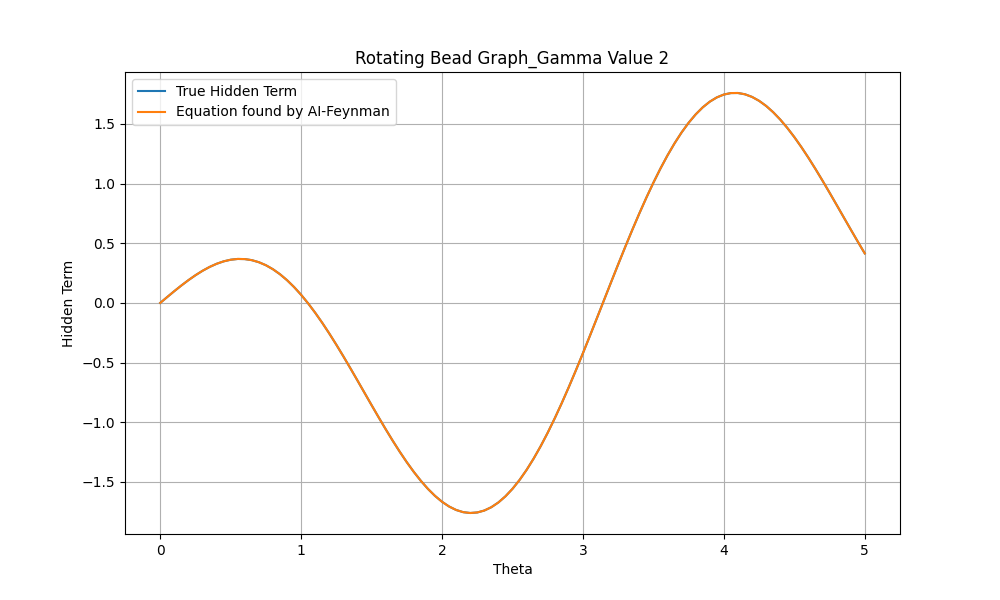 Rotating Bead Graph_Gamma Value 2
True Hidden Term
Equation found by AI-Feynman
Hidden Term
1.5
1.0
0.5
0.0
−0.5
−1.0
−1.5
0 1 2 3 4 5
Theta